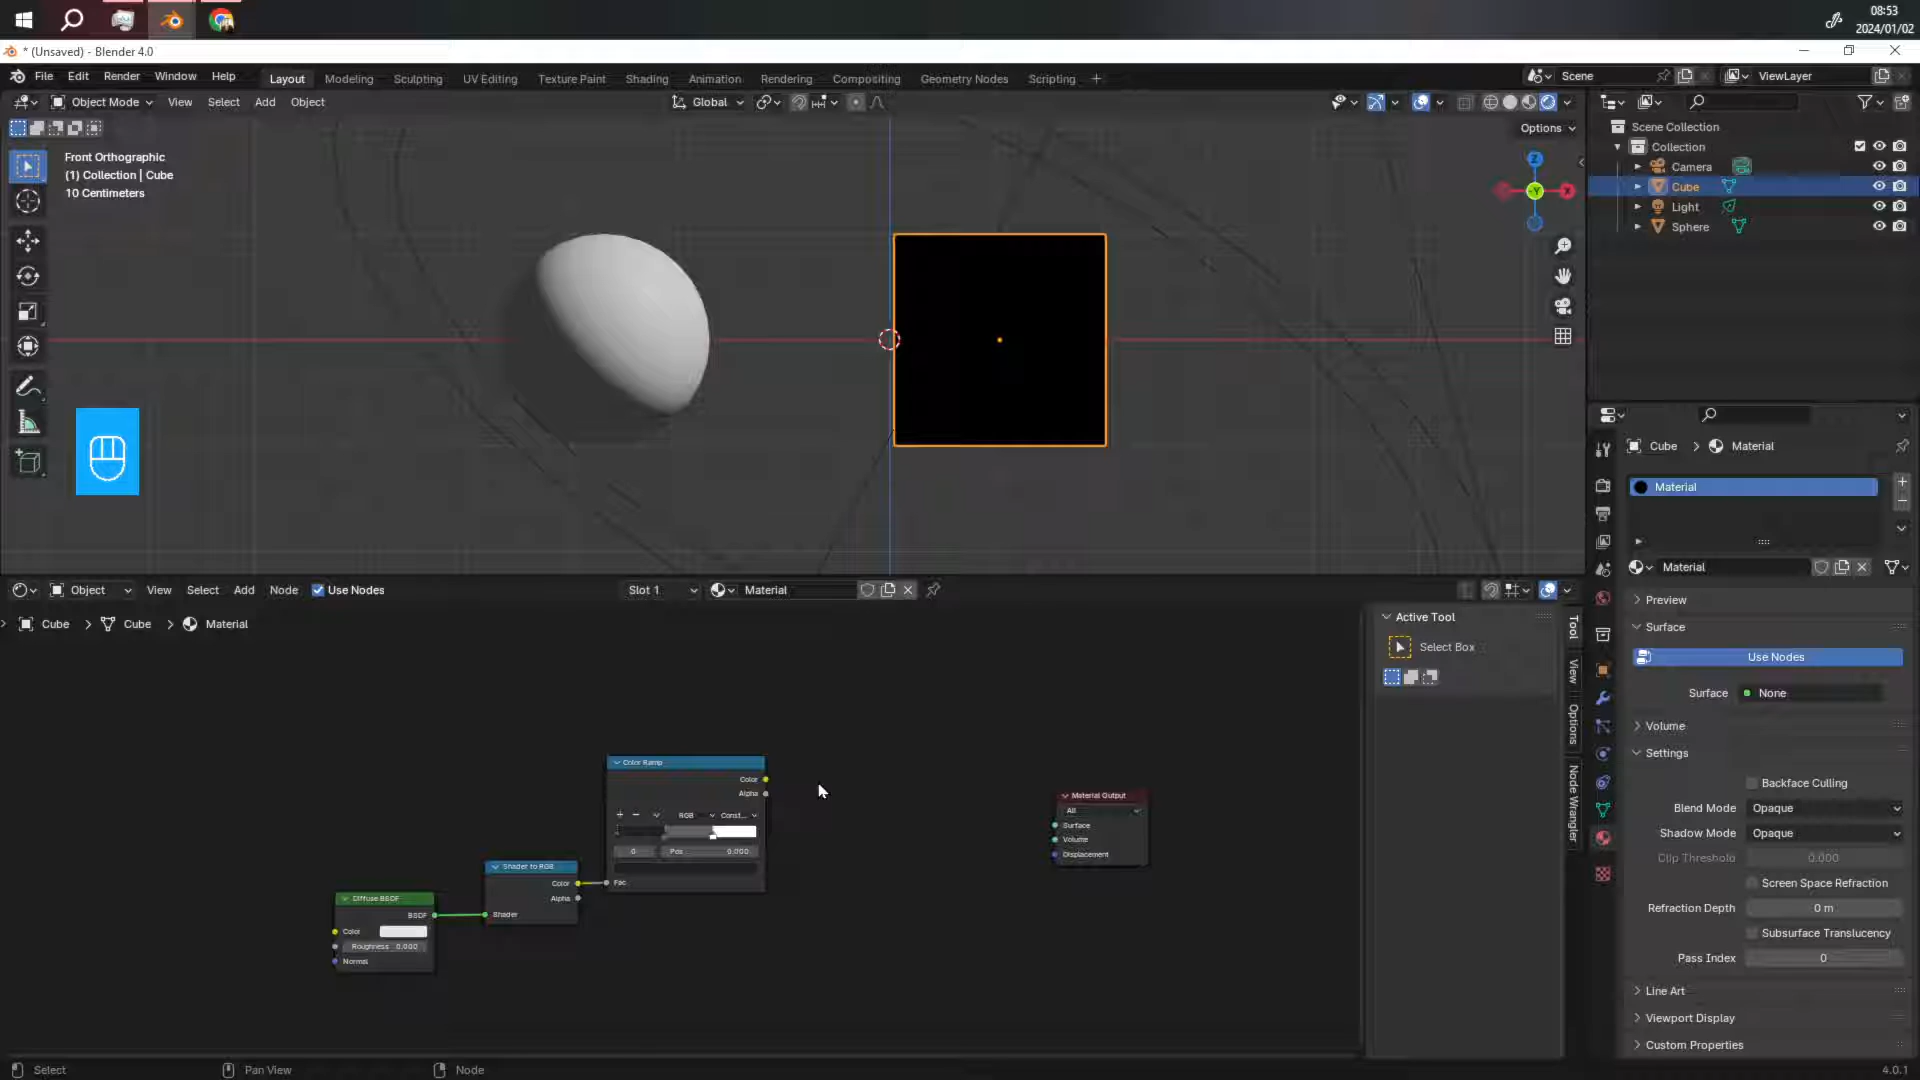 08:53
2024/01/02
* (Unsaved) - Blender 4.0
File Edit Render Window Help Layout Modeling Sculpting UV Editing Texture Paint Shading Animation Rendering Compositing Geometry Nodes Scripting + Scene ViewLayer
Object Mode View Select Add Object Global
Options
Front Orthographic
(1) Collection | Cube
10 Centimeters
Z
-Y
X
Scene Collection
Collection
Camera
Cube
Light
Sphere
Cube > Material
Material
Material
Preview
Surface
Use Nodes
Surface None
Volume
Settings
Backface Culling
Blend Mode Opaque
Shadow Mode Opaque
Clip Threshold 0.000
Screen Space Refraction
Refraction Depth 0 m
Subsurface Translucency
Pass Index 0
Line Art
Viewport Display
Custom Properties
Object View Select Add Node Use Nodes Slot 1 Material
Cube > Cube > Material
Active Tool
Select Box
Tool
View
Options
Node Wrangler
Color Ramp
Color
Alpha
+ − RGB Const...
0 Pos 0.000
Fac
Shader to RGB
Color
Alpha
Shader
Diffuse BSDF
BSDF
Color
Roughness 0.000
Normal
Material Output
All
Surface
Volume
Displacement
Select Pan View Node 4.0.1